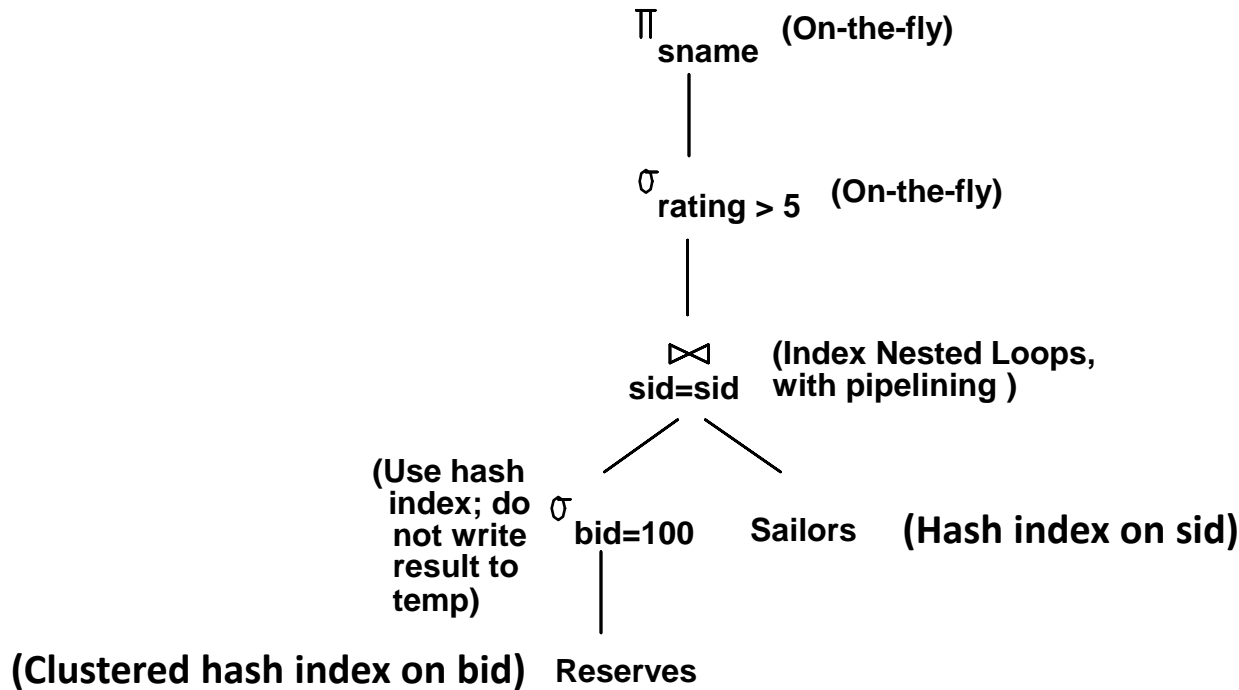 π sname (On-the-fly)
σ rating > 5 (On-the-fly)
⋈ (Index Nested Loops,
sid=sid with pipelining )
(Use hash
index; do
not write
result to
temp)
σ bid=100
Sailors
(Hash index on sid)
(Clustered hash index on bid)
Reserves